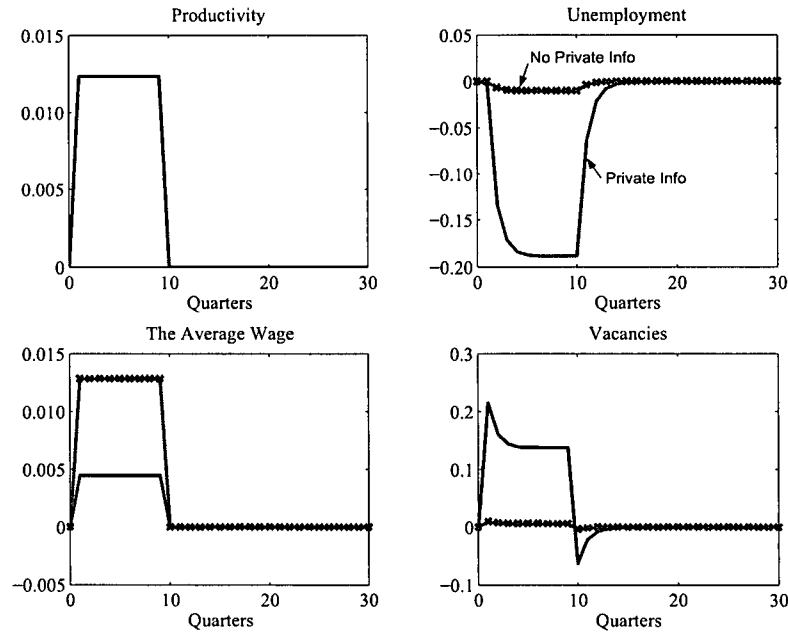 Productivity
0.015
0.010
0.005
0
0 10 20 30
Quarters
Unemployment
0.05
0
−0.05
−0.10
−0.15
−0.20
No Private Info
Private Info
0 10 20 30
Quarters
The Average Wage
0.015
0.010
0.005
0
−0.005
0 10 20 30
Quarters
Vacancies
0.3
0.2
0.1
0
−0.1
0 10 20 30
Quarters